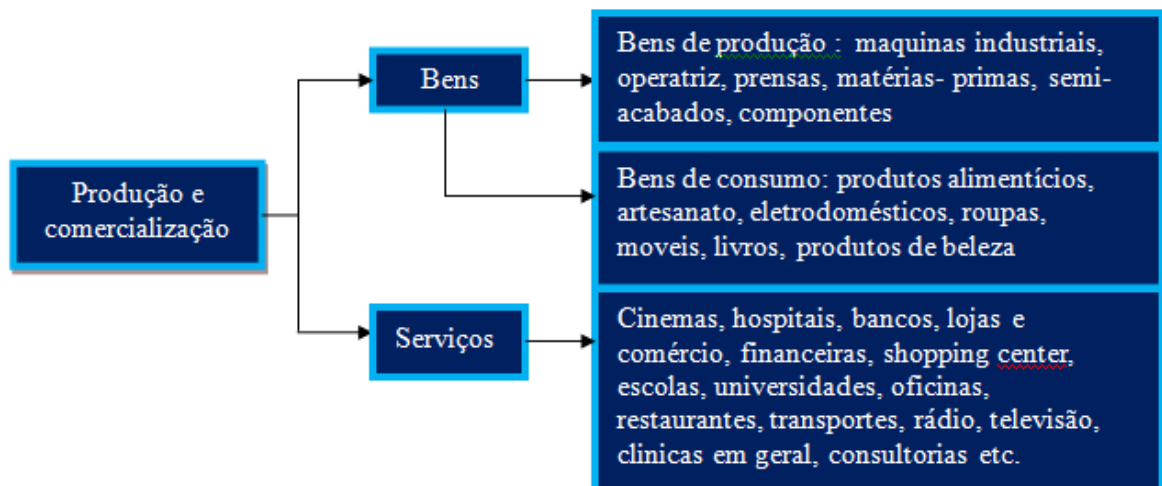 Produção e
comercialização
Bens
Bens de produção :  maquinas industriais,
operatriz, prensas, matérias- primas, semi-
acabados, componentes
Bens de consumo: produtos alimentícios,
artesanato, eletrodomésticos, roupas,
moveis, livros, produtos de beleza
Serviços
Cinemas, hospitais, bancos, lojas e
comércio, financeiras, shopping center,
escolas, universidades, oficinas,
restaurantes, transportes, rádio, televisão,
clinicas em geral, consultorias etc.